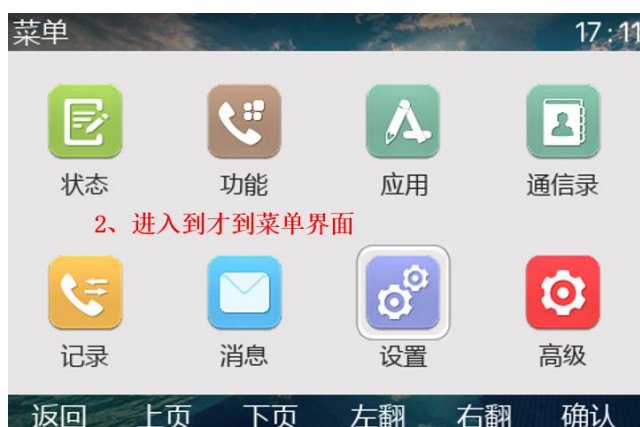 菜单 17:11
状态 功能 应用 通信录
2、进入到才到菜单界面
记录 消息 设置 高级
返回 上页 下页 左翻 右翻 确认